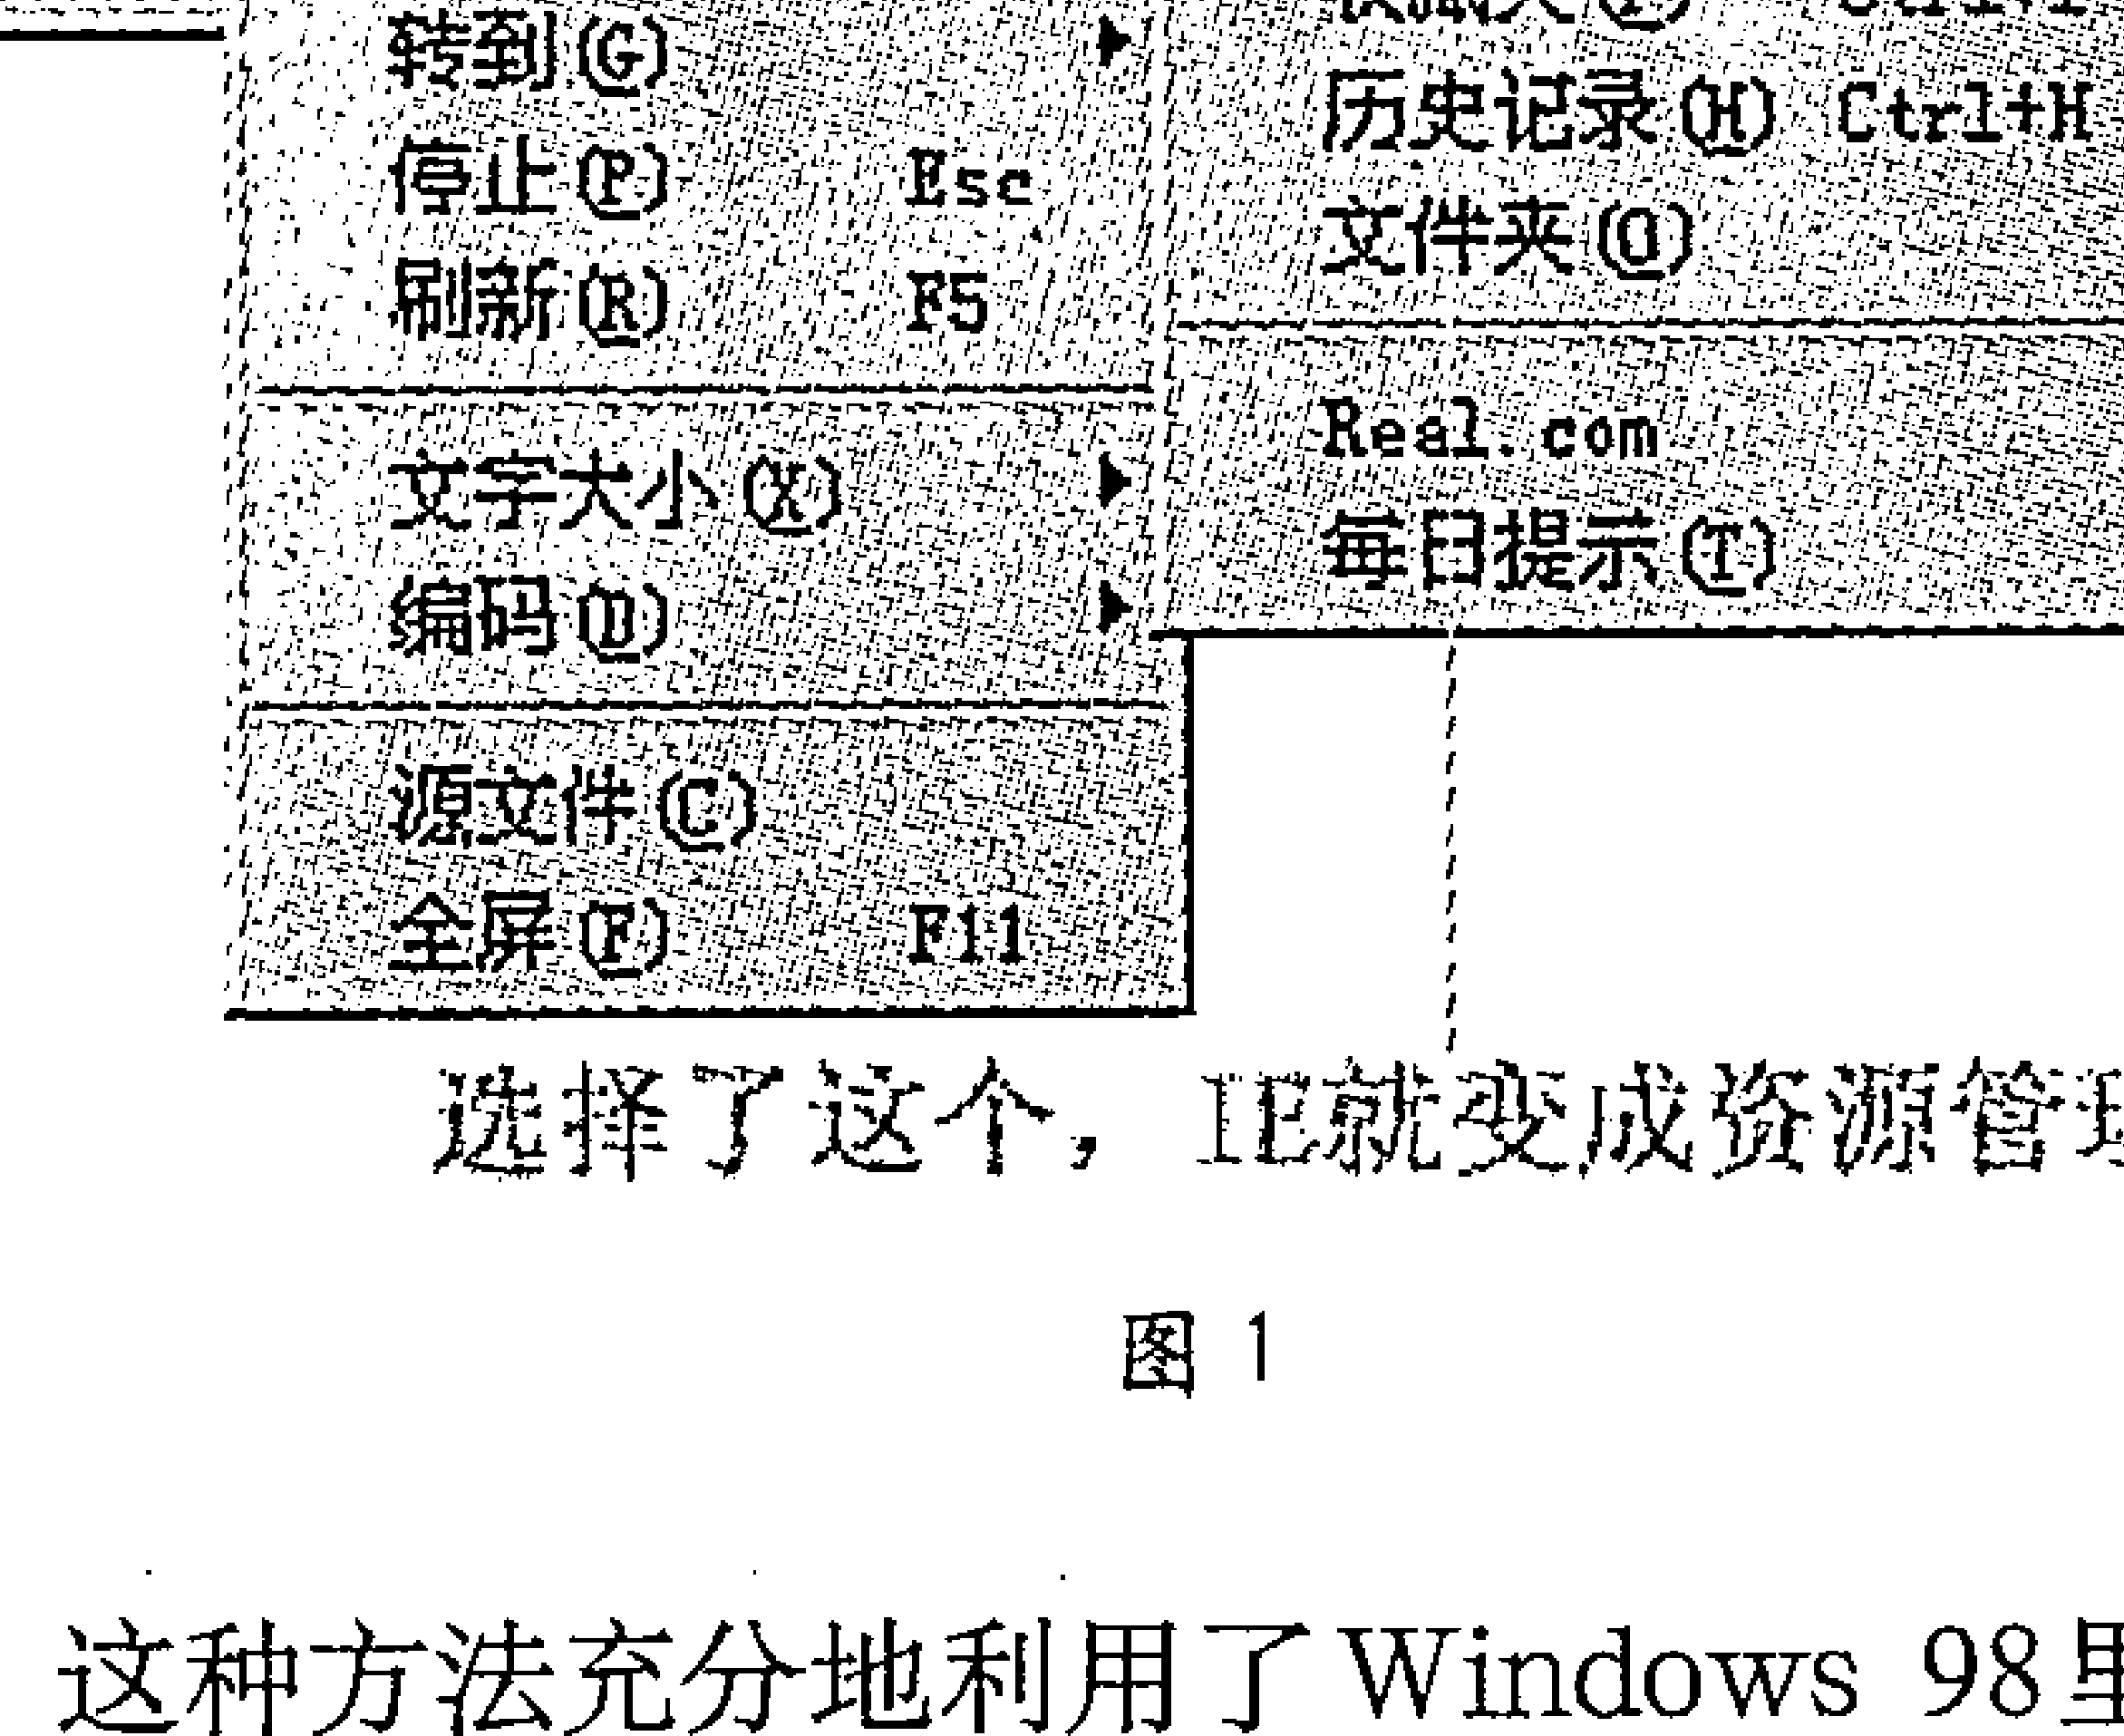 转到(G)
停止(P) Esc
刷新(R) F5
文字大小(X)
编码(D)
源文件(C)
全屏(F) F11
历史记录(H) Ctrl+H
文件夹(O)
Real.com
每日提示(T)
选择了这个，IE就变成资源管
图 1
这种方法充分地利用了Windows 98里